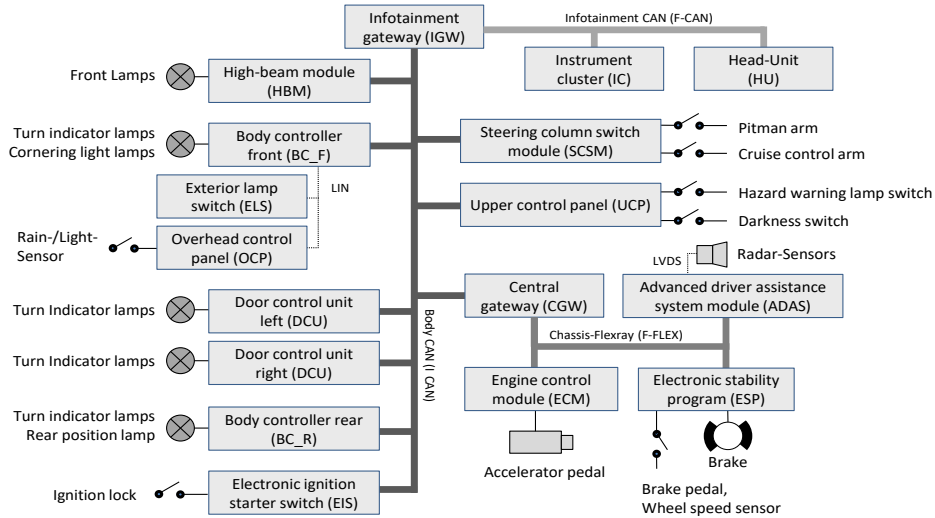 Infotainment
gateway (IGW)
Infotainment CAN (F-CAN)
Instrument
cluster (IC)
Head-Unit
(HU)
Front Lamps
High-beam module
(HBM)
Turn indicator lamps
Cornering light lamps
Body controller
front (BC_F)
LIN
Exterior lamp
switch (ELS)
Rain-/Light-
Sensor
Overhead control
panel (OCP)
Steering column switch
module (SCSM)
Pitman arm
Cruise control arm
Upper control panel (UCP)
Hazard warning lamp switch
Darkness switch
LVDS
Radar-Sensors
Central
gateway (CGW)
Advanced driver assistance
system module (ADAS)
Turn Indicator lamps
Door control unit
left (DCU)
Body CAN (I CAN)
Chassis-Flexray (F-FLEX)
Turn Indicator lamps
Door control unit
right (DCU)
Engine control
module (ECM)
Electronic stability
program (ESP)
Turn indicator lamps
Rear position lamp
Body controller rear
(BC_R)
Accelerator pedal
Brake
Brake pedal,
Wheel speed sensor
Ignition lock
Electronic ignition
starter switch (EIS)